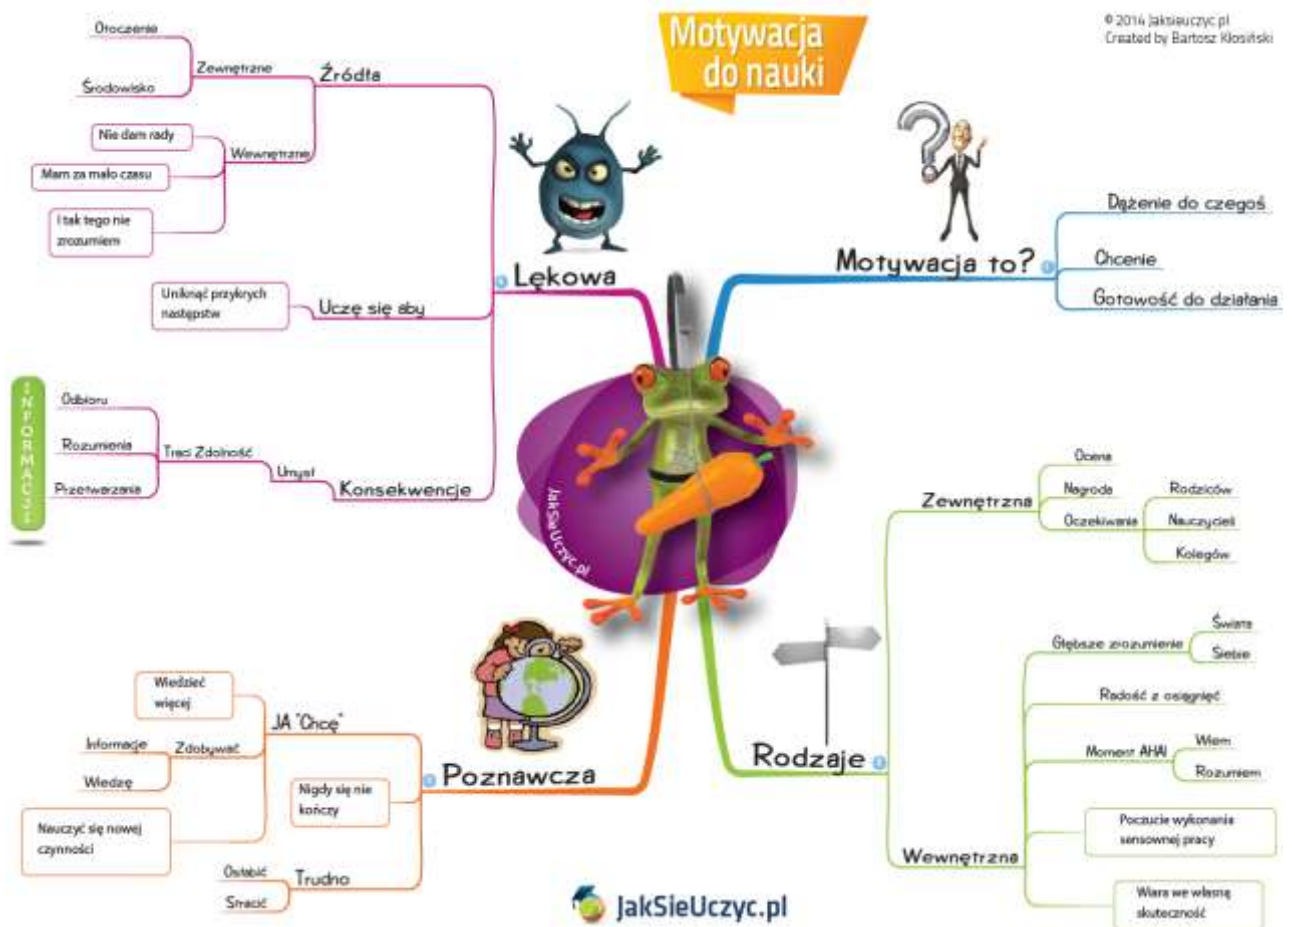 Motywacja
do nauki
© 2014 Jaksieuczyc.pl
Created by Bartosz Kłosiński
Motywacja to?
Dążenie do czegoś
Chcenie
Gotowość do działania
Rodzaje
Zewnętrzna
Ocena
Nagroda
Oczekiwania
Rodziców
Nauczycieli
Kolegów
Wewnętrzna
Głębsze zrozumienie
Świata
Siebie
Radość z osiągnięć
Moment AHA!
Wiem
Rozumiem
Poczucie wykonania
sensownej pracy
Wiara we własną
skuteczność
Poznawcza
JA "Chcę"
Wiedzieć
więcej
Zdobywać
Informacje
Wiedzę
Nauczyć się nowej
czynności
Nigdy się nie
kończy
Trudno
Osłabić
Stracić
Lękowa
Źródła
Zewnętrzne
Otoczenie
Środowisko
Wewnętrzne
Nie dam rady
Mam za mało czasu
I tak tego nie
zrozumiem
Uczę się aby
Uniknąć przykrych
następstw
Konsekwencje
Umysł
Traci Zdolność
Odbioru
Rozumienia
Przetwarzania
INFORMACJI
JakSieUczyc.pl
JakSieUczyc.pl